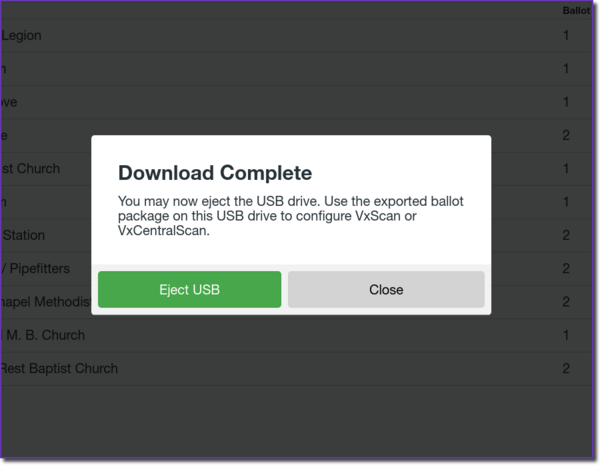 Ballot
Legion 1
1
1
2
st Church 1
1
Station 2
/ Pipefitters 2
hapel Methodis 2
M. B. Church 1
Rest Baptist Church 2
Download Complete
You may now eject the USB drive. Use the exported ballot
package on this USB drive to configure VxScan or
VxCentralScan.
Eject USB Close